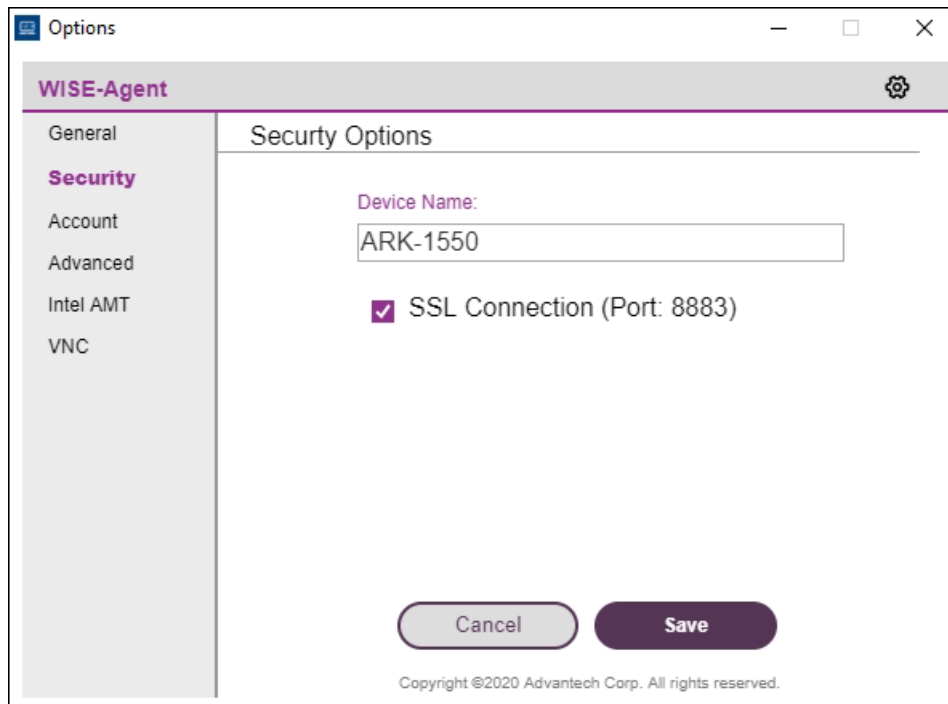 Options
WISE-Agent
General
Security
Account
Advanced
Intel AMT
VNC
Securty Options
Device Name:
ARK-1550
SSL Connection (Port: 8883)
Cancel
Save
Copyright ©2020 Advantech Corp. All rights reserved.